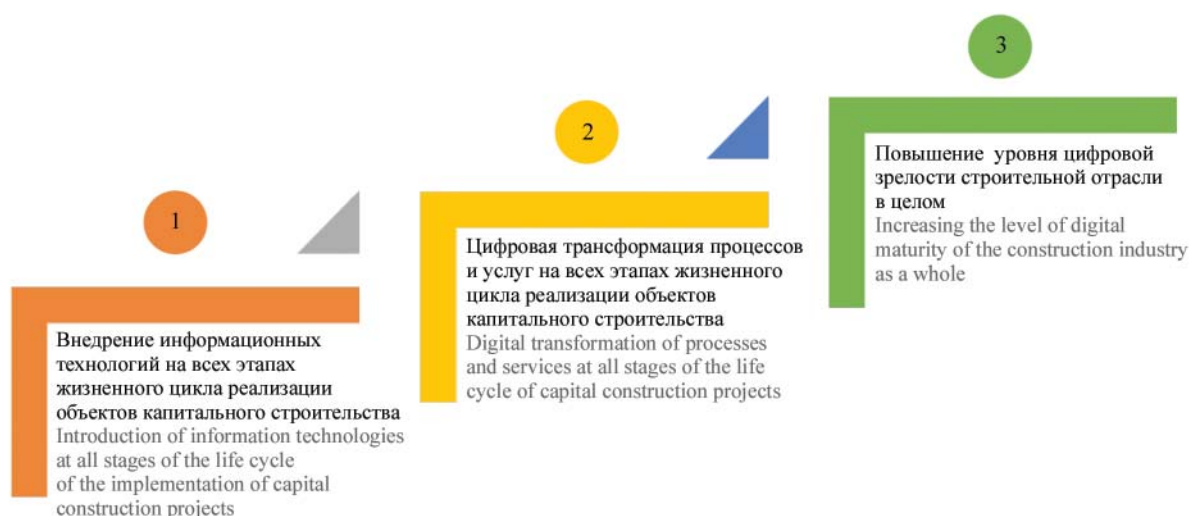 1
Внедрение информационных
технологий на всех этапах
жизненного цикла реализации
объектов капитального строительства
Introduction of information technologies
at all stages of the life cycle
of the implementation of capital
construction projects
2
Цифровая трансформация процессов
и услуг на всех этапах жизненного
цикла реализации объектов
капитального строительства
Digital transformation of processes
and services at all stages of the life
cycle of capital construction projects
3
Повышение уровня цифровой
зрелости строительной отрасли
в целом
Increasing the level of digital
maturity of the construction industry
as a whole